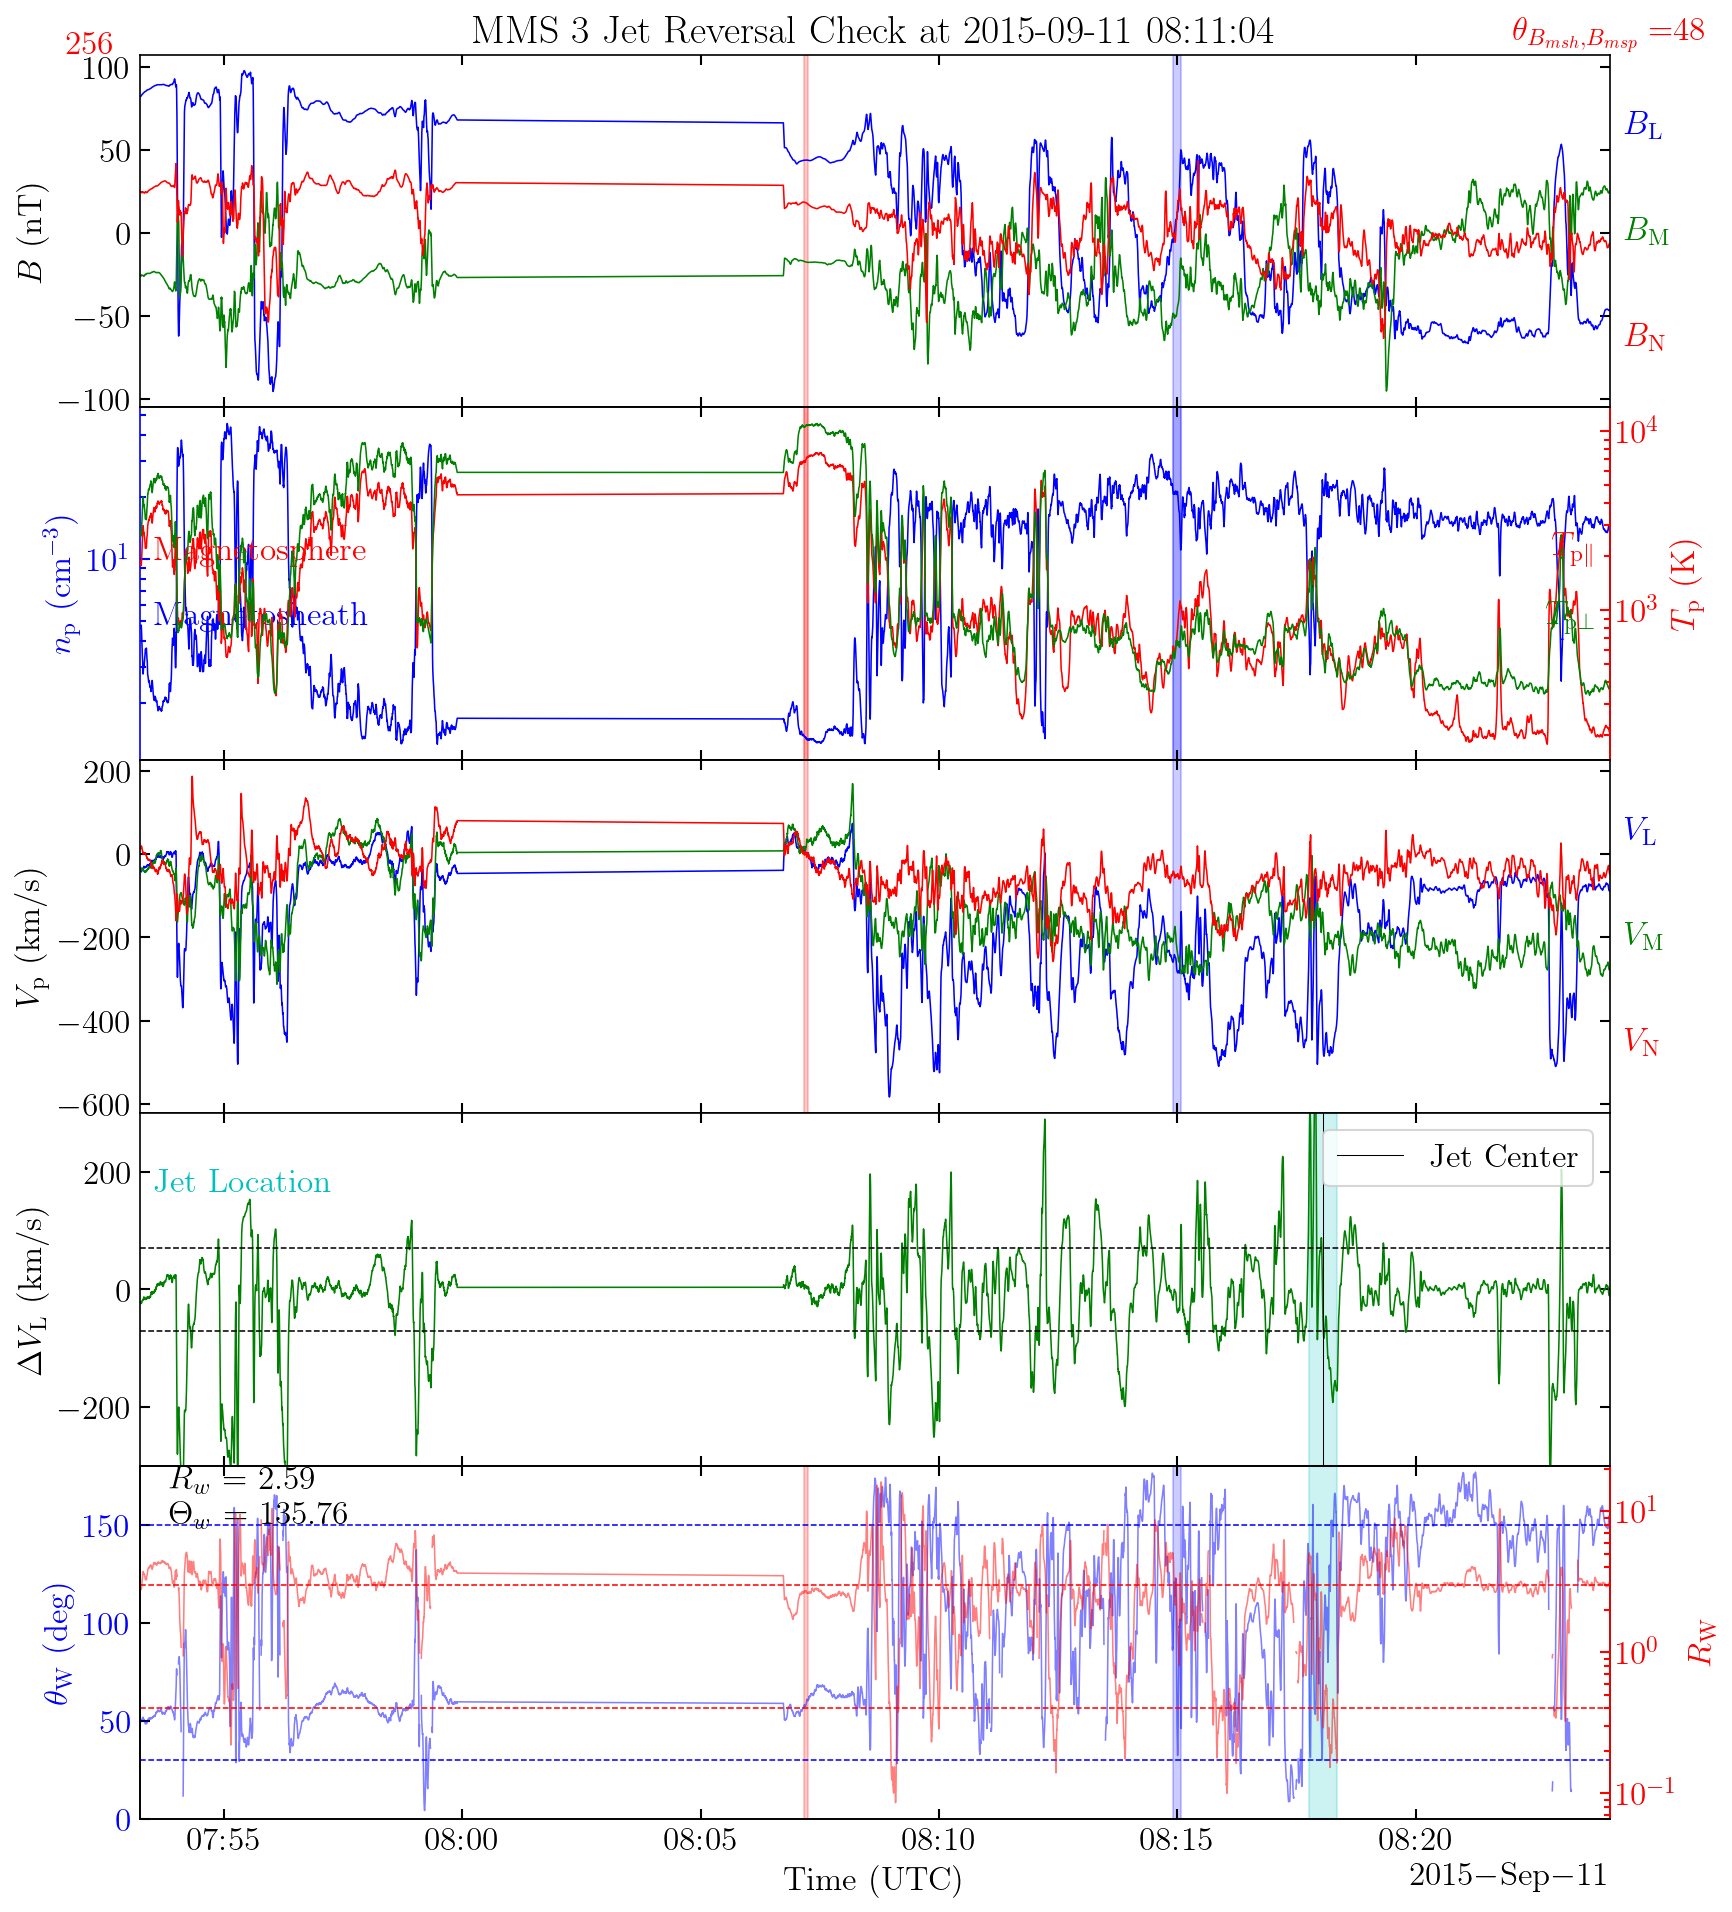 MMS 3 Jet Reversal Check at 2015-09-11 08:11:04
256
θ_{B_{msh},B_{msp}} =48
100
50
0
−50
−100
B (nT)
B_L
B_M
B_N
10^1
n_p (cm^{−3})
Magnetosphere
Magnetosheath
10^4
10^3
T_p (K)
T_{p∥}
T_{p⊥}
200
0
−200
−400
−600
V_p (km/s)
V_L
V_M
V_N
200
0
−200
ΔV_L (km/s)
Jet Location
Jet Center
R_w = 2.59
Θ_w = 135.76
150
100
50
0
θ_W (deg)
10^1
10^0
10^{−1}
R_W
07:55 08:00 08:05 08:10 08:15 08:20
Time (UTC)
2015−Sep−11